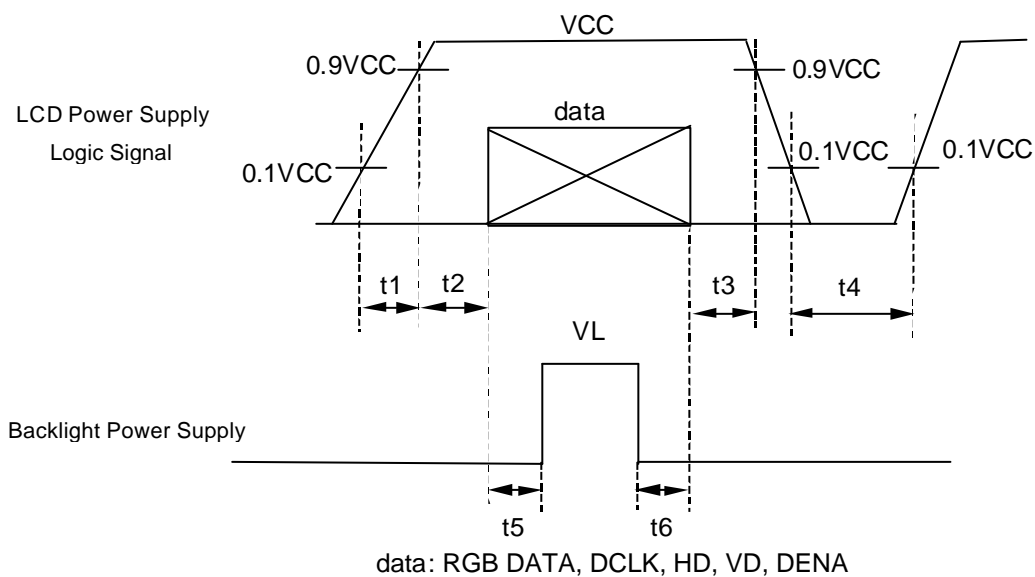 VCC
0.9VCC
0.9VCC
LCD Power Supply
Logic Signal
data
0.1VCC
0.1VCC
0.1VCC
t1
t2
t3
t4
VL
Backlight Power Supply
t5
t6
data: RGB DATA, DCLK, HD, VD, DENA